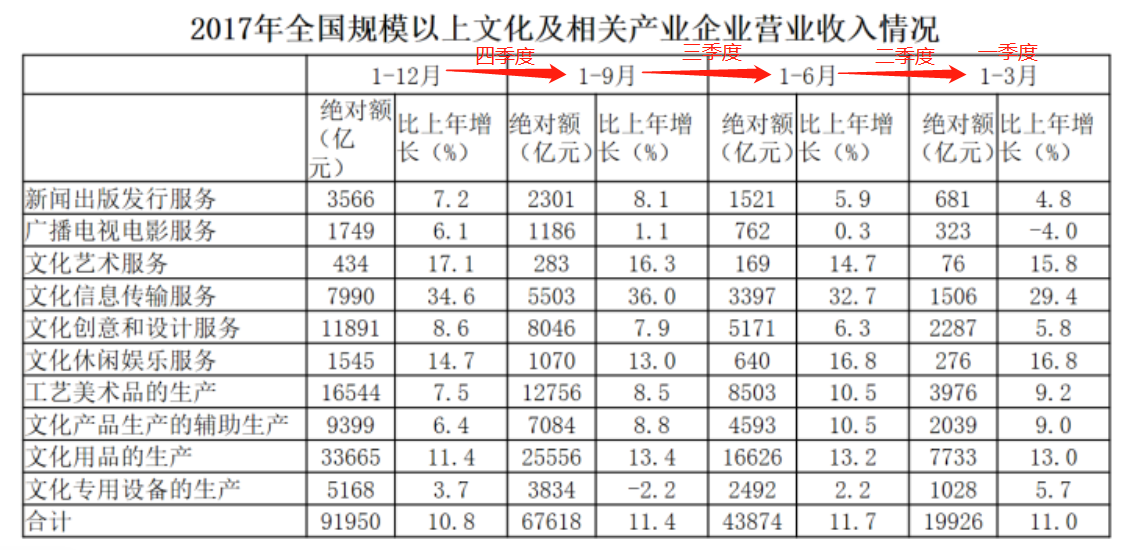 2017年全国规模以上文化及相关产业企业营业收入情况
四季度 三季度 二季度 一季度
1-12月 1-9月 1-6月 1-3月
绝对额（亿元） 比上年增长（%） 绝对额（亿元） 比上年增长（%） 绝对额（亿元） 比上年增长（%） 绝对额（亿元） 比上年增长（%）
新闻出版发行服务 3566 7.2 2301 8.1 1521 5.9 681 4.8
广播电视电影服务 1749 6.1 1186 1.1 762 0.3 323 -4.0
文化艺术服务 434 17.1 283 16.3 169 14.7 76 15.8
文化信息传输服务 7990 34.6 5503 36.0 3397 32.7 1506 29.4
文化创意和设计服务 11891 8.6 8046 7.9 5171 6.3 2287 5.8
文化休闲娱乐服务 1545 14.7 1070 13.0 640 16.8 276 16.8
工艺美术品的生产 16544 7.5 12756 8.5 8503 10.5 3976 9.2
文化产品生产的辅助生产 9399 6.4 7084 8.8 4593 10.5 2039 9.0
文化用品的生产 33665 11.4 25556 13.4 16626 13.2 7733 13.0
文化专用设备的生产 5168 3.7 3834 -2.2 2492 2.2 1028 5.7
合计 91950 10.8 67618 11.4 43874 11.7 19926 11.0